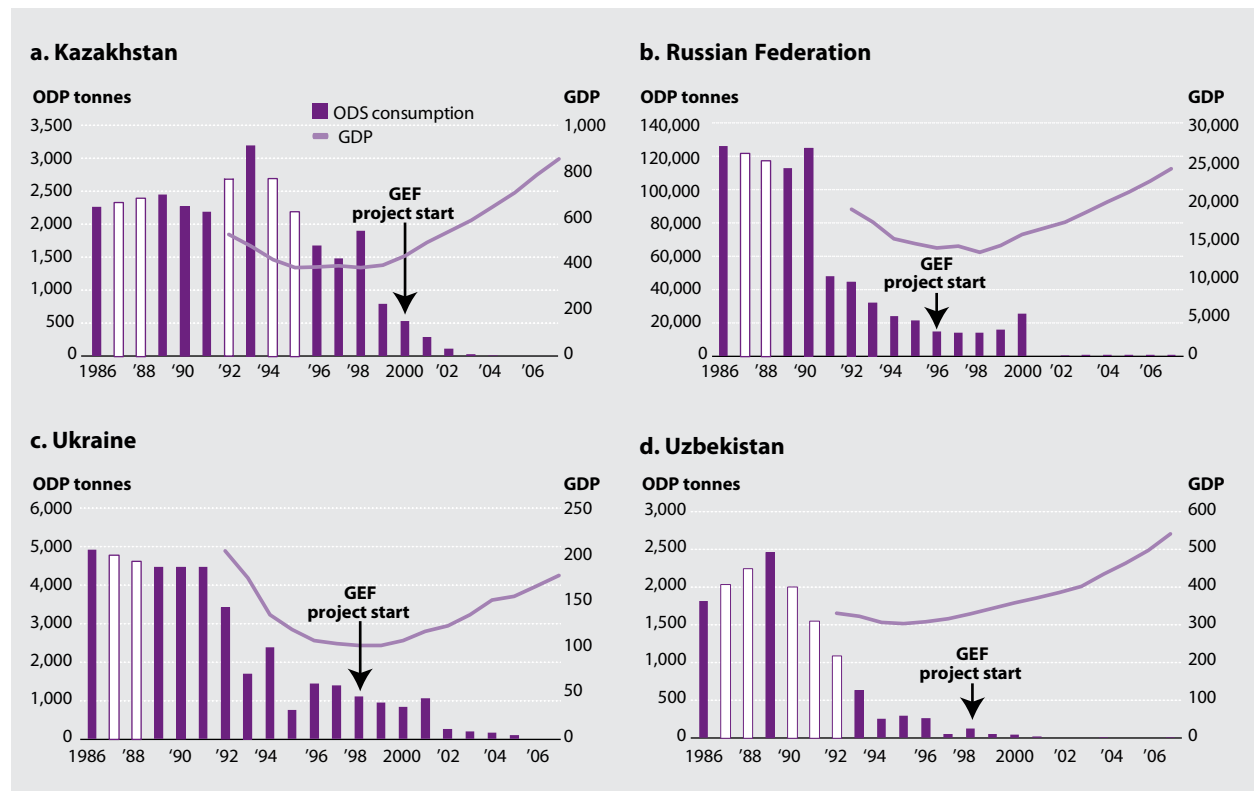 a. Kazakhstan
ODP tonnes
GDP
ODS consumption
GDP
3,500
3,000
2,500
2,000
1,500
1,000
500
0
1,000
800
600
400
200
0
GEF
project start
1986 ’88 ’90 ’92 ’94 ’96 ’98 2000 ’02 ’04 ’06
b. Russian Federation
ODP tonnes
GDP
140,000
120,000
100,000
80,000
60,000
40,000
20,000
0
30,000
25,000
20,000
15,000
10,000
5,000
0
GEF
project start
1986 ’88 ’90 ’92 ’94 ’96 ’98 2000 ’02 ’04 ’06
c. Ukraine
ODP tonnes
GDP
6,000
5,000
4,000
3,000
2,000
1,000
0
250
200
150
100
50
0
GEF
project start
1986 ’88 ’90 ’92 ’94 ’96 ’98 2000 ’02 ’04 ’06
d. Uzbekistan
ODP tonnes
GDP
3,000
2,500
2,000
1,500
1,000
500
0
600
500
400
300
200
100
0
GEF
project start
1986 ’88 ’90 ’92 ’94 ’96 ’98 2000 ’02 ’04 ’06